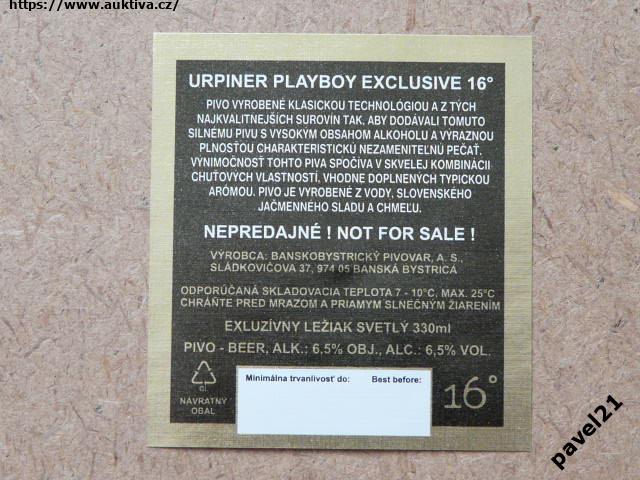 https://www.auktiva.cz/
URPINER PLAYBOY EXCLUSIVE 16°
PIVO VYROBENÉ KLASICKOU TECHNOLÓGIOU A Z TÝCH
NAJKVALITNEJŠÍCH SUROVÍN TAK, ABY DODÁVALI TOMUTO
SILNÉMU PIVU S VYSOKÝM OBSAHOM ALKOHOLU A VÝRAZNOU
PLNOSŤOU CHARAKTERISTICKÚ NEZAMENITEĽNÚ PEČAŤ.
VÝNIMOČNOSŤ TOHTO PIVA SPOČÍVA V SKVELEJ KOMBINÁCII
CHUŤOVÝCH VLASTNOSTÍ, VHODNE DOPLNENÝCH TYPICKOU
ARÓMOU. PIVO JE VYROBENÉ Z VODY, SLOVENSKÉHO
JAČMENNÉHO SLADU A CHMEĽU.
NEPREDAJNÉ ! NOT FOR SALE !
VÝROBCA: BANSKOBYSTRICKÝ PIVOVAR, A. S.,
SLÁDKOVIČOVA 37, 974 05 BANSKÁ BYSTRICA
ODPORÚČANÁ SKLADOVACIA TEPLOTA 7 - 10°C, MAX. 25°C
CHRÁŇTE PRED MRAZOM A PRIAMYM SLNEČNÝM ŽIARENÍM
EXLUZÍVNY LEŽIAK SVETLÝ 330ml
PIVO - BEER, ALK.: 6,5% OBJ., ALC.: 6,5% VOL.
GL
NÁVRATNÝ
OBAL
Minimálna trvanlivosť do: Best before:
16°
pavel21